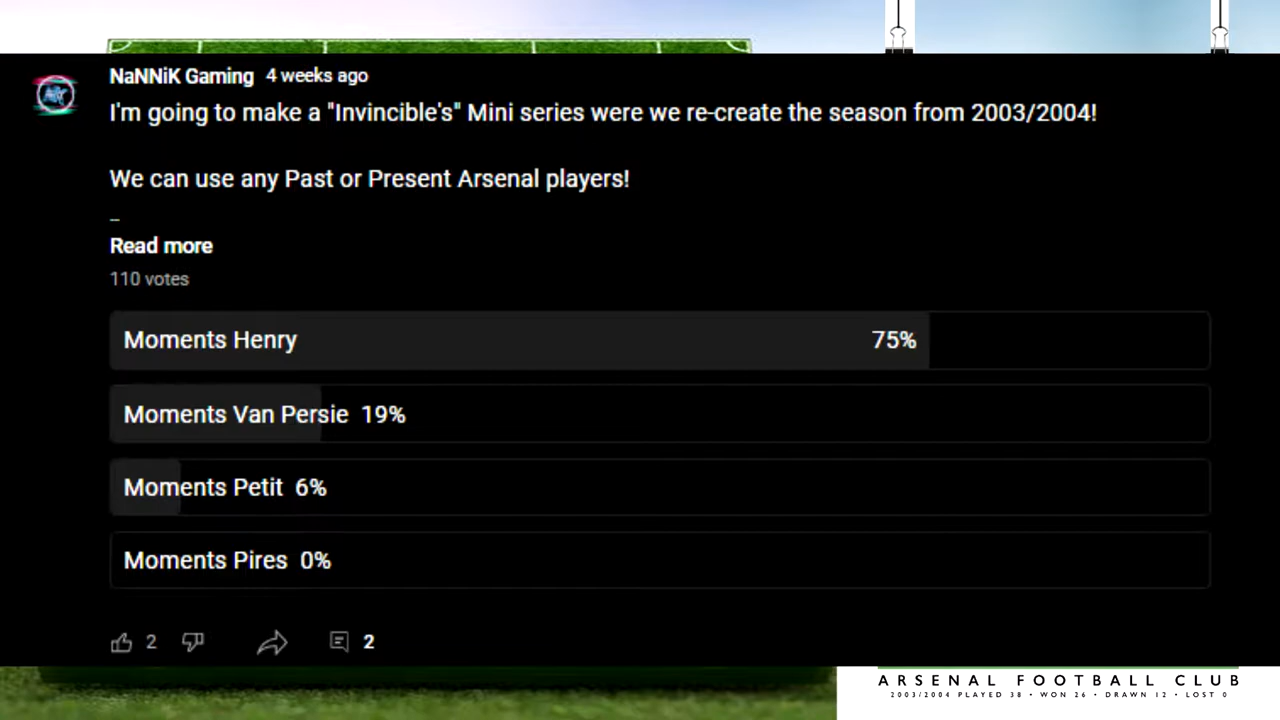 NaNNiK Gaming 4 weeks ago
I'm going to make a "Invincible's" Mini series were we re-create the season from 2003/2004!
We can use any Past or Present Arsenal players!
_
Read more
110 votes
Moments Henry 75%
Moments Van Persie 19%
Moments Petit 6%
Moments Pires 0%
2 2
ARSENAL FOOTBALL CLUB
2003/2004 PLAYED 38 • WON 26 • DRAWN 12 • LOST 0